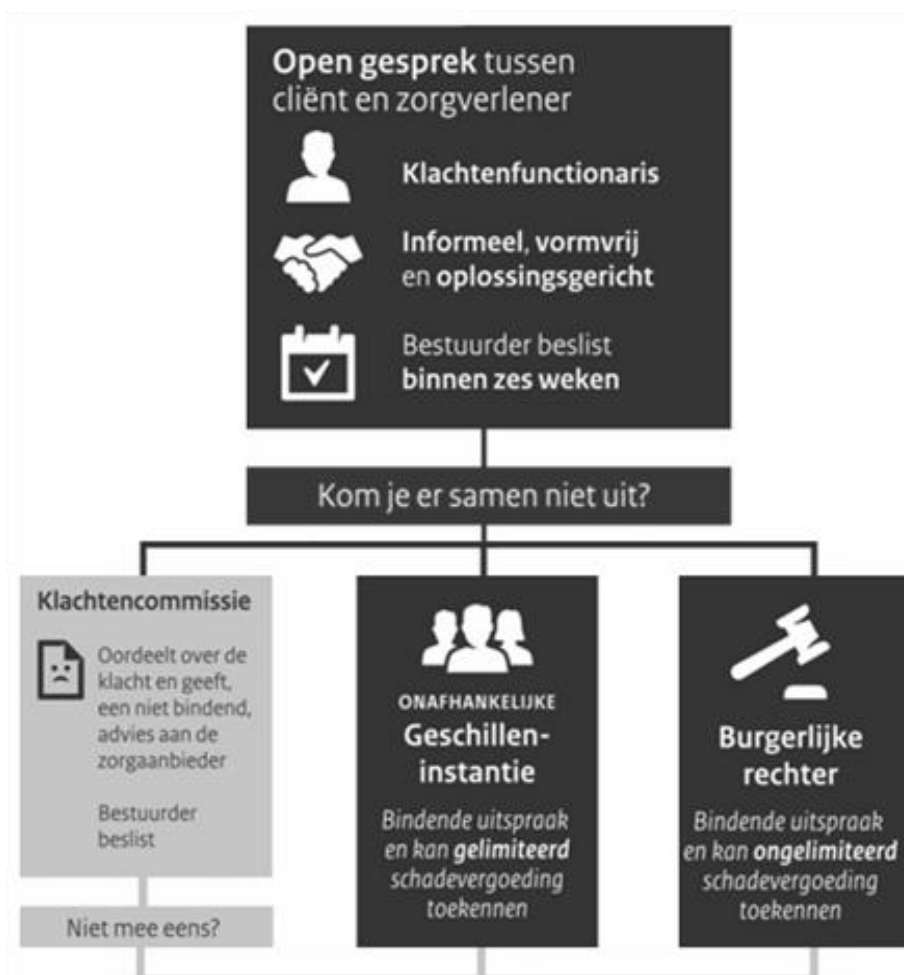 Open gesprek tussen
cliënt en zorgverlener
Klachtenfunctionaris
Informeel, vormvrij
en oplossingsgericht
Bestuurder beslist
binnen zes weken
Kom je er samen niet uit?
Klachtencommissie
Oordeelt over de
klacht en geeft,
een niet bindend,
advies aan de
zorgaanbieder
Bestuurder
beslist
Niet mee eens?
ONAFHANKELIJKE
Geschillen-
instantie
Bindende uitspraak
en kan gelimiteerd
schadevergoeding
toekennen
Burgerlijke
rechter
Bindende uitspraak
en kan ongelimiteerd
schadevergoeding
toekennen